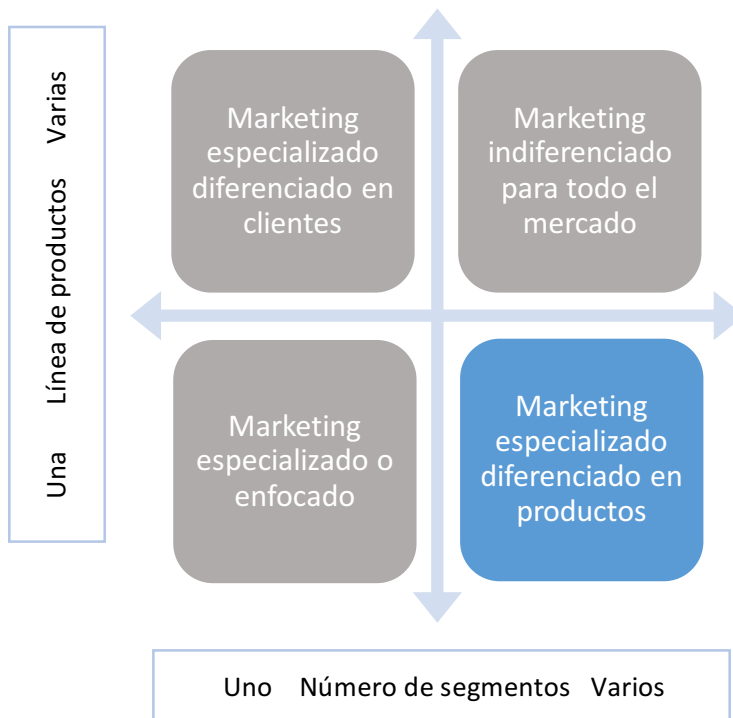 Marketing
especializado
diferenciado en
clientes
Marketing
indiferenciado
para todo el
mercado
Una Línea de productos Varias
Marketing
especializado o
enfocado
Marketing
especializado
diferenciado en
productos
Uno Número de segmentos Varios